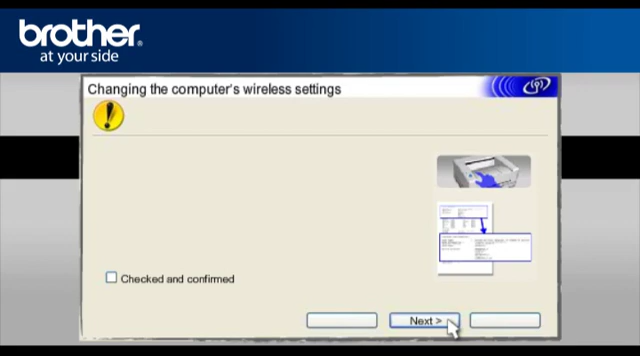 brother
at your side
Changing the computer's wireless settings
Checked and confirmed
Next >